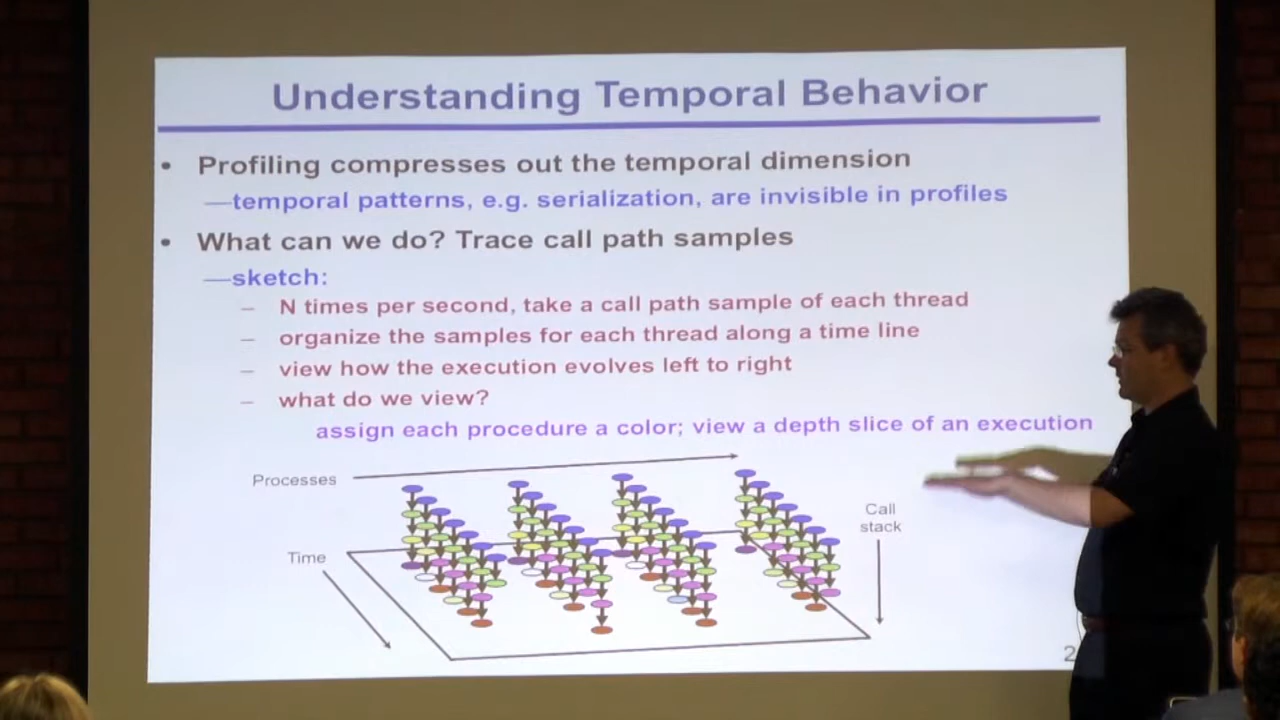 Understanding Temporal Behavior
• Profiling compresses out the temporal dimension
—temporal patterns, e.g. serialization, are invisible in profiles
• What can we do? Trace call path samples
—sketch:
– N times per second, take a call path sample of each thread
– organize the samples for each thread along a time line
– view how the execution evolves left to right
– what do we view?
assign each procedure a color; view a depth slice of an execution
Processes
Time
Call
stack